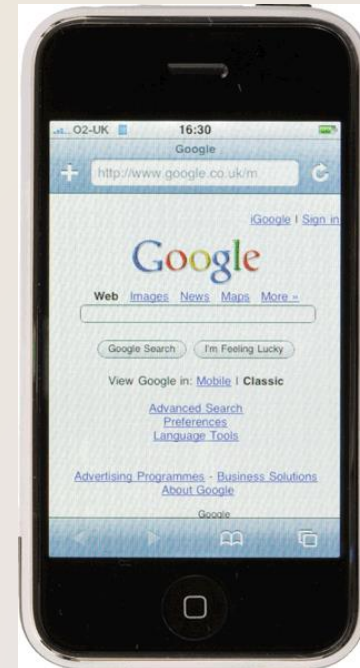 O2-UK 16:30
Google
http://www.google.co.uk/m
iGoogle | Sign in
Google
Web Images News Maps More »
Google Search I'm Feeling Lucky
View Google in: Mobile | Classic
Advanced Search
Preferences
Language Tools
Advertising Programmes - Business Solutions
About Google
Google